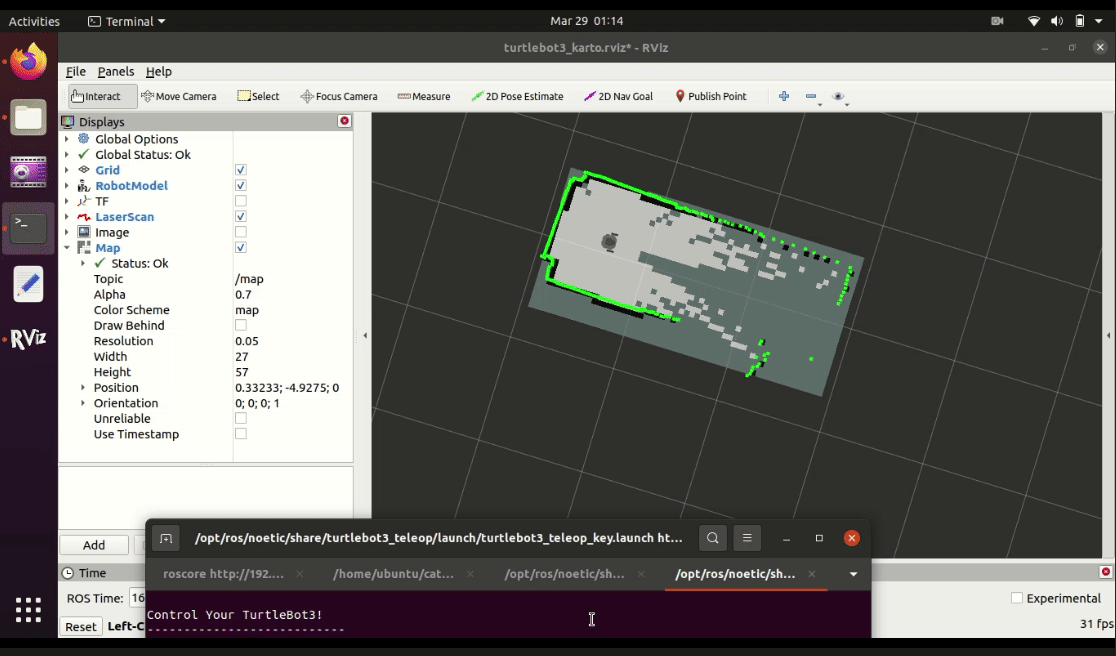 Activities Terminal Mar 29 01:14
turtlebot3_karto.rviz* - RViz
File Panels Help
Interact Move Camera Select Focus Camera Measure 2D Pose Estimate 2D Nav Goal Publish Point
Displays
Global Options
Global Status: Ok
Grid
RobotModel
TF
LaserScan
Image
Map
Status: Ok
Topic /map
Alpha 0.7
Color Scheme map
Draw Behind
Resolution 0.05
Width 27
Height 57
Position 0.33233; -4.9275; 0
Orientation 0; 0; 0; 1
Unreliable
Use Timestamp
RViz
/opt/ros/noetic/share/turtlebot3_teleop/launch/turtlebot3_teleop_key.launch ht...
Add
roscore http://192.... /home/ubuntu/cat... /opt/ros/noetic/sh... /opt/ros/noetic/sh...
Time
ROS Time: 16
Experimental
Control Your TurtleBot3!
---------------------------
Reset Left-C
31 fps